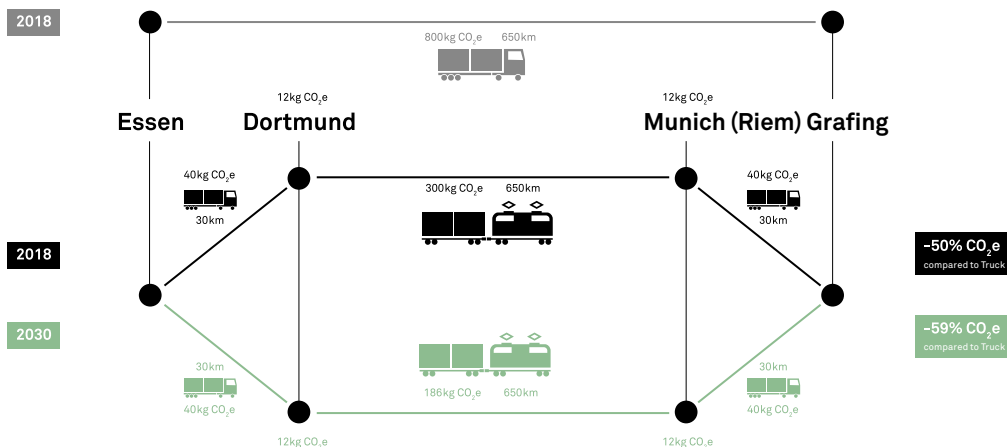 2018
800kg CO₂e 650km
12kg CO₂e 12kg CO₂e
Essen Dortmund Munich (Riem) Grafing
40kg CO₂e 300kg CO₂e 650km 40kg CO₂e
30km 30km
2018
-50% CO₂e
compared to Truck
2030
-59% CO₂e
compared to Truck
30km 30km
40kg CO₂e 186kg CO₂e 650km 40kg CO₂e
12kg CO₂e 12kg CO₂e